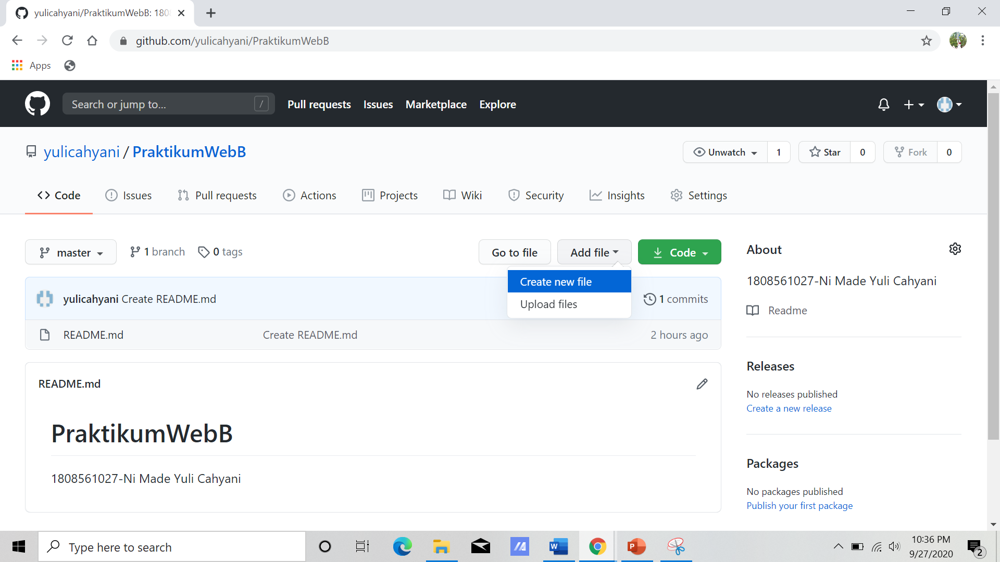 yulicahyani/PraktikumWebB: 180
github.com/yulicahyani/PraktikumWebB
Apps
Search or jump to... /
Pull requests Issues Marketplace Explore
yulicahyani / PraktikumWebB
Unwatch 1 Star 0 Fork 0
Code Issues Pull requests Actions Projects Wiki Security Insights Settings
master 1 branch 0 tags
Go to file Add file Code
Create new file
Upload files
yulicahyani Create README.md
1 commits
README.md Create README.md 2 hours ago
README.md
PraktikumWebB
1808561027-Ni Made Yuli Cahyani
About
1808561027-Ni Made Yuli Cahyani
Readme
Releases
No releases published
Create a new release
Packages
No packages published
Publish your first package
Type here to search
W
P
10:36 PM
9/27/2020
2